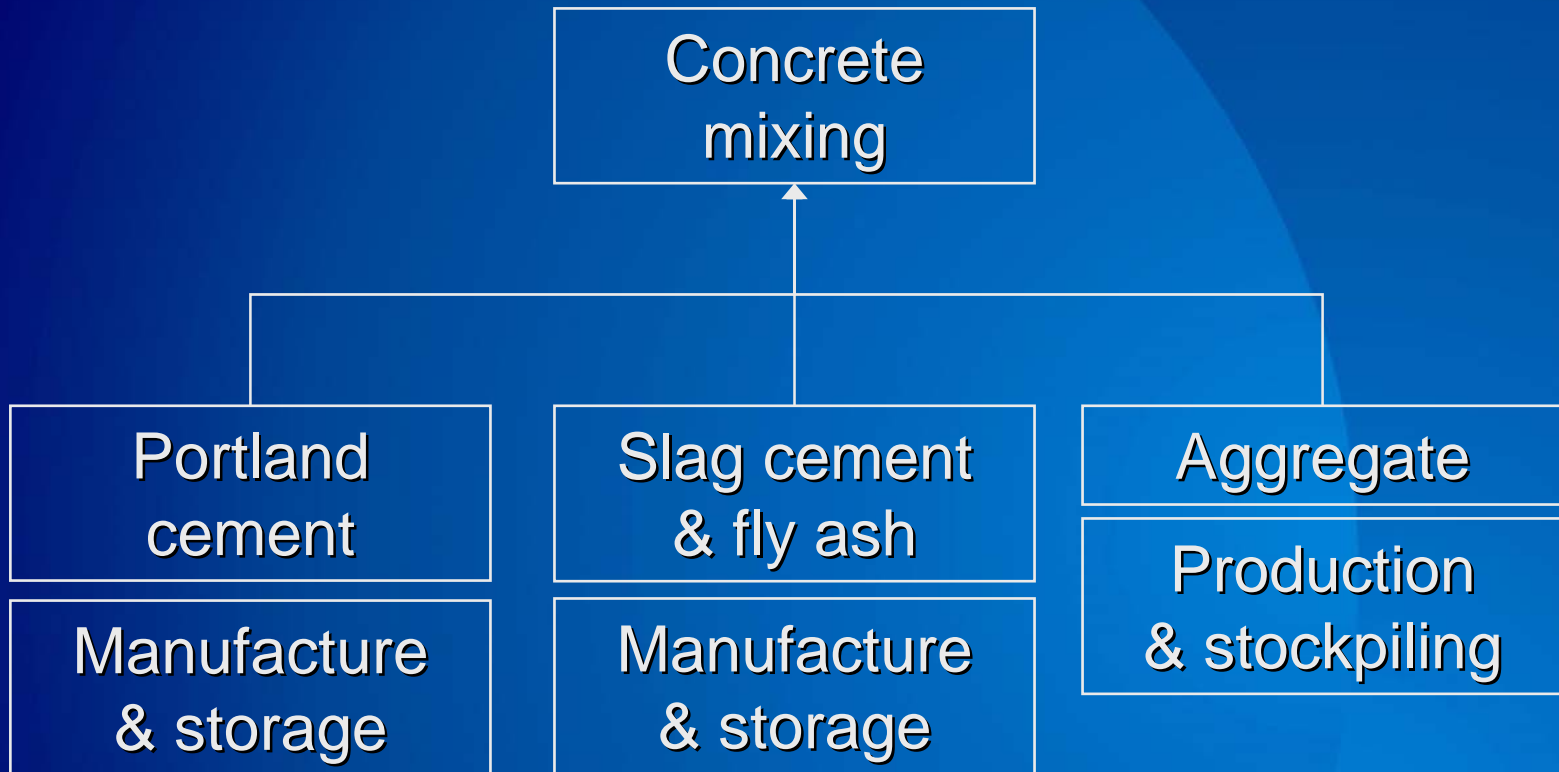 Concrete
mixing
Portland
cement
Manufacture
& storage
Slag cement
& fly ash
Manufacture
& storage
Aggregate
Production
& stockpiling